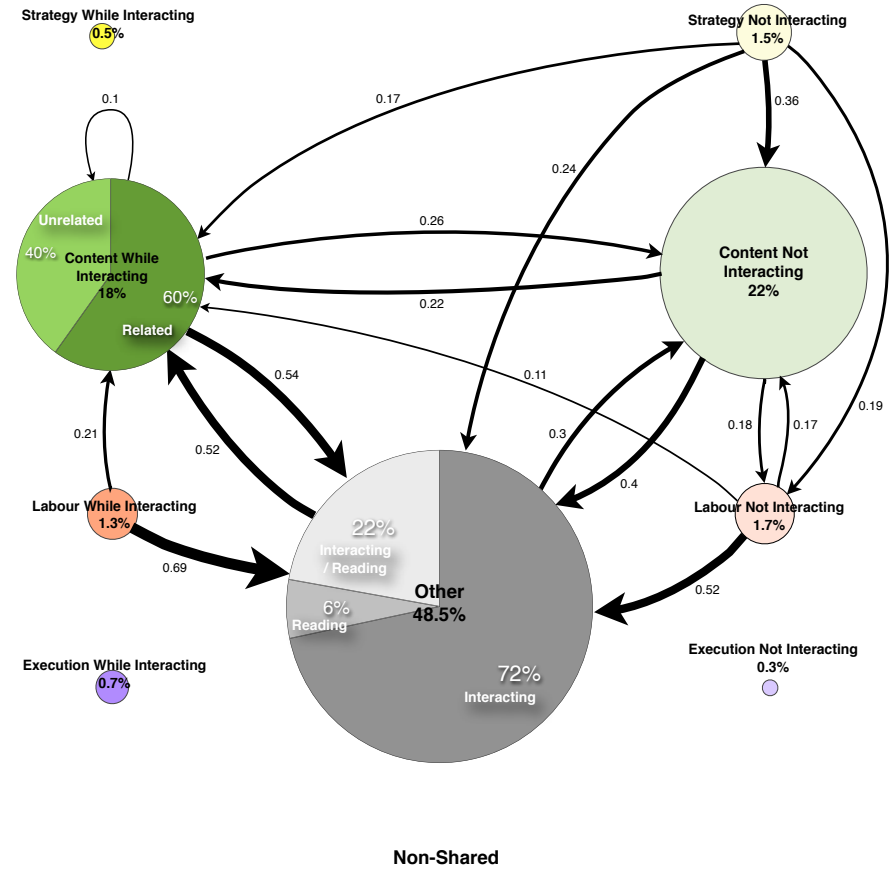 Strategy While Interacting
0.5%
Strategy Not Interacting
1.5%
0.1
0.17
0.36
0.24
Unrelated
40%
Content While
Interacting
18%
60%
Related
0.26
0.22
Content Not
Interacting
22%
0.54
0.52
0.11
0.3
0.4
0.18
0.17
0.19
0.21
Labour While Interacting
1.3%
0.69
Labour Not Interacting
1.7%
0.52
22%
Interacting
/ Reading
6%
Reading
Other
48.5%
72%
Interacting
Execution While Interacting
0.7%
Execution Not Interacting
0.3%
Non-Shared